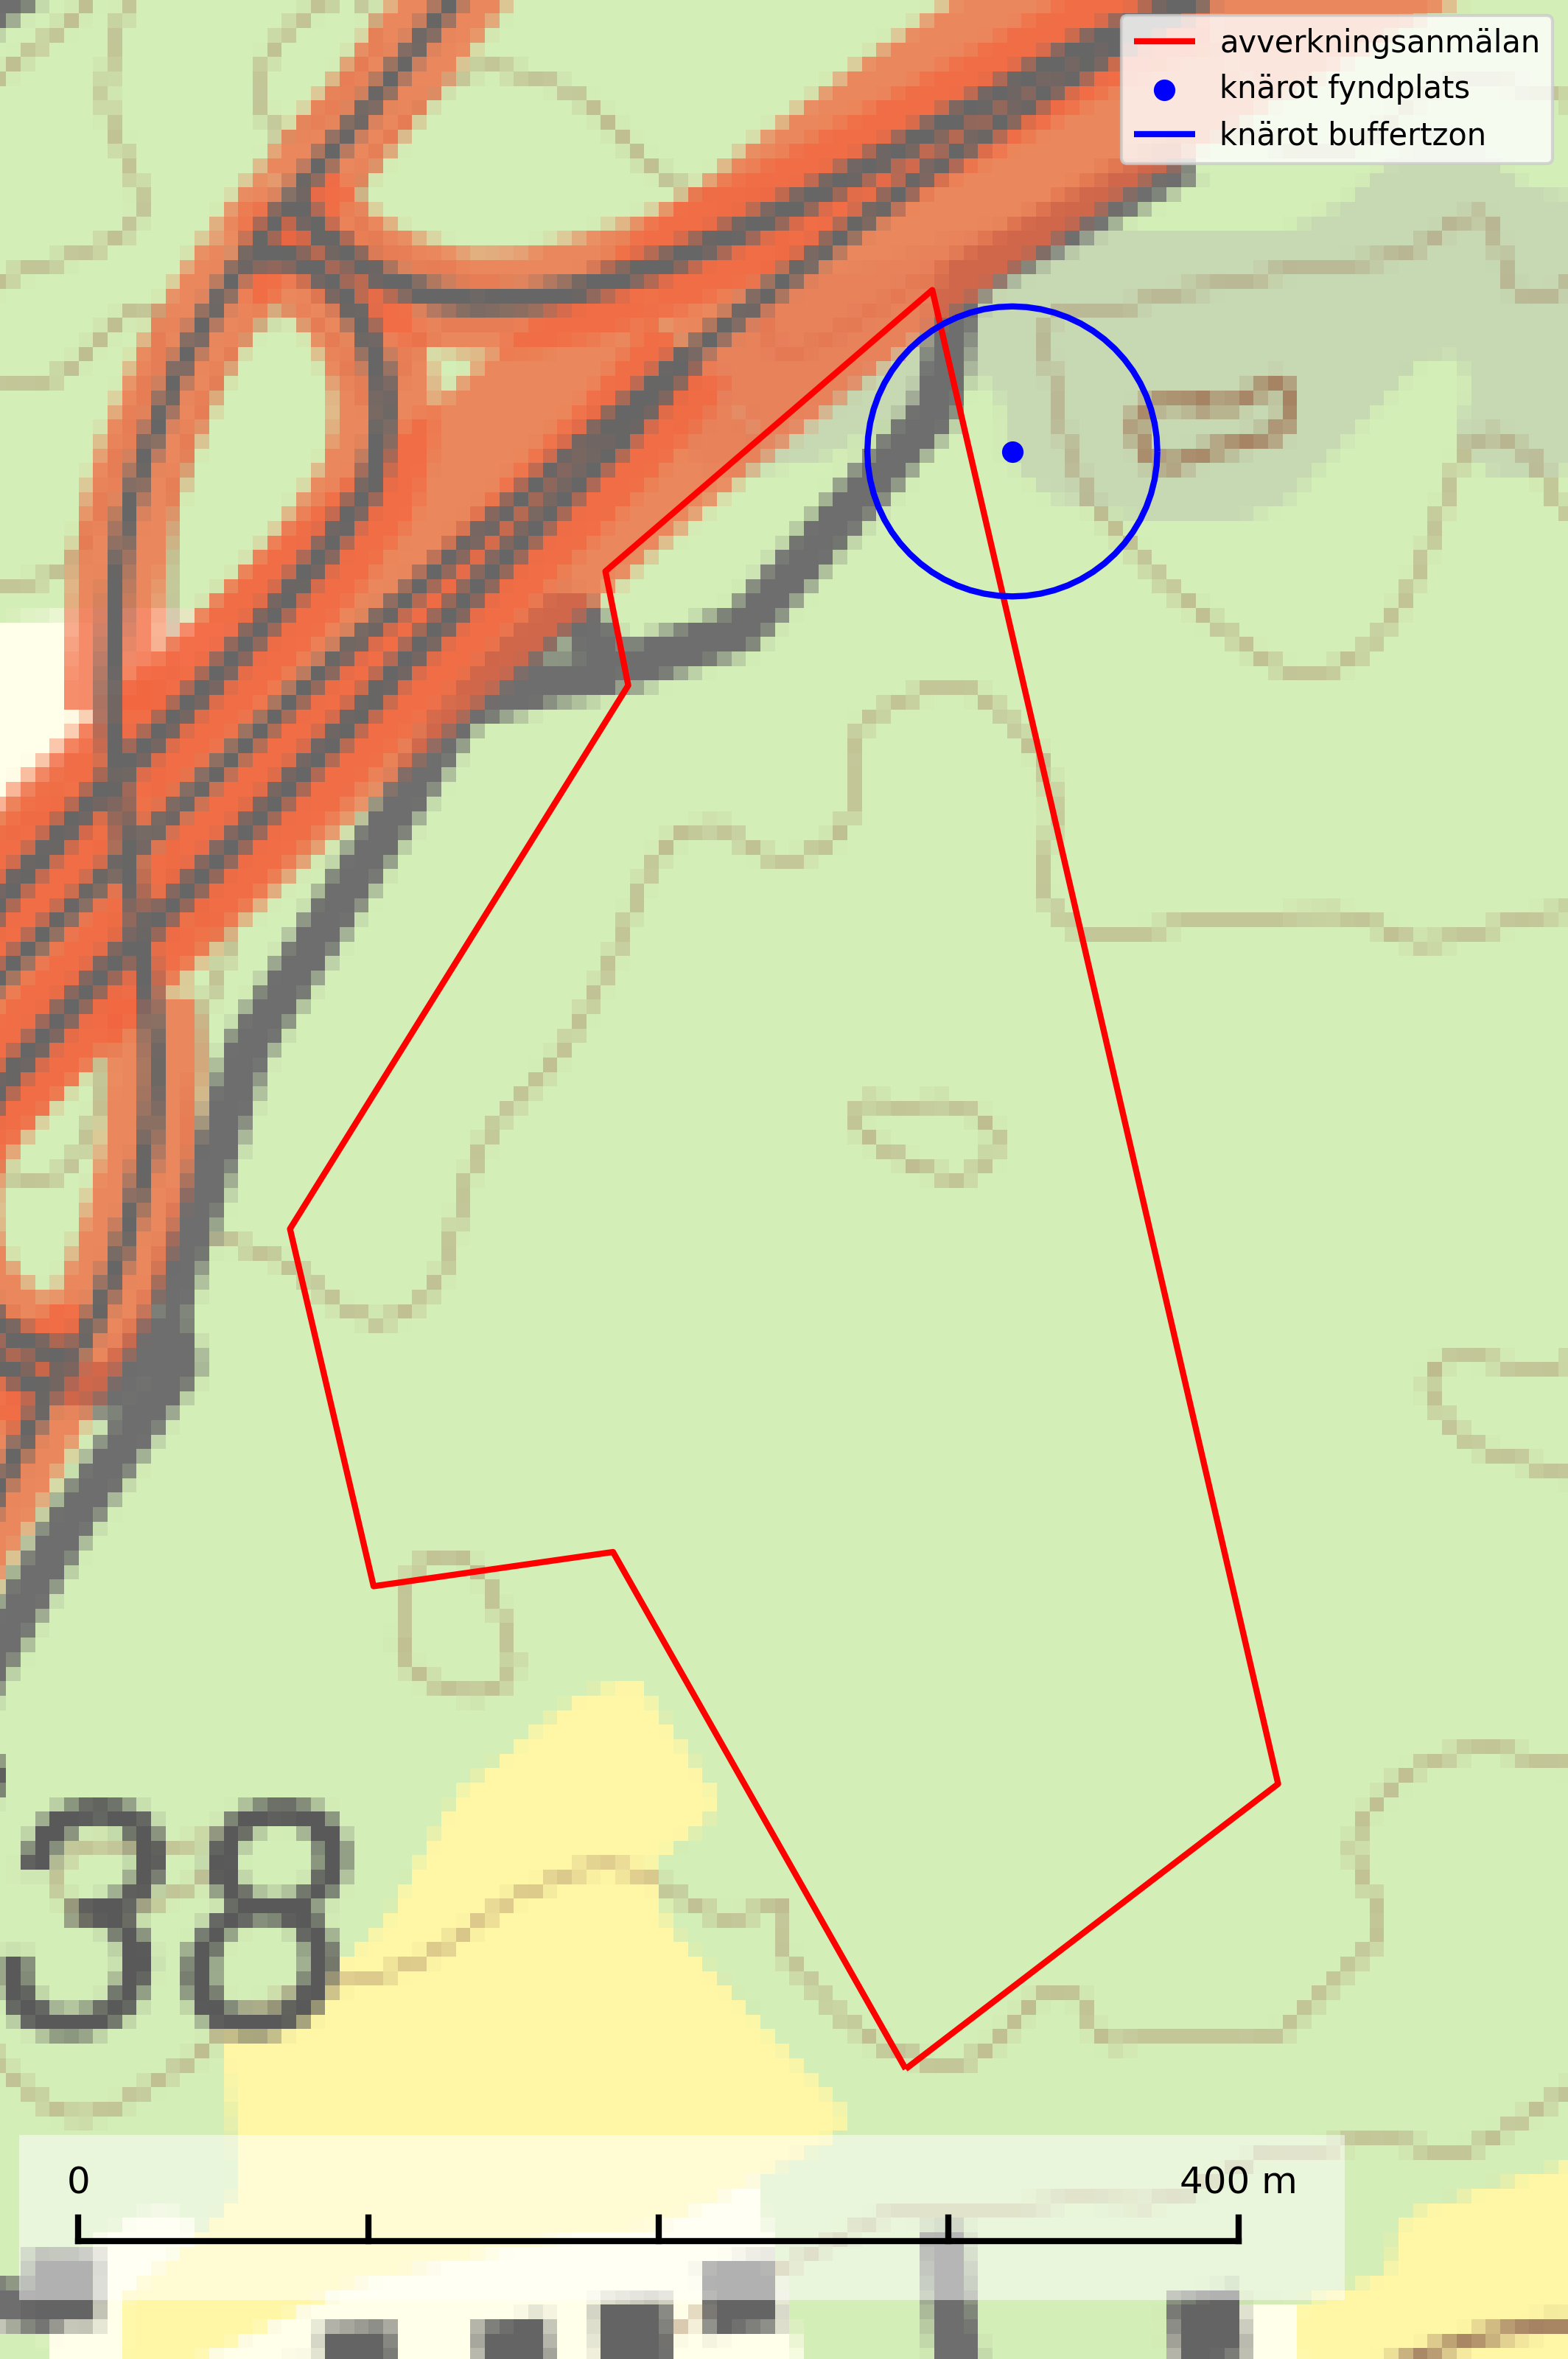 avverkningsanmälan
knärot fyndplats
knärot buffertzon
38
0 400 m